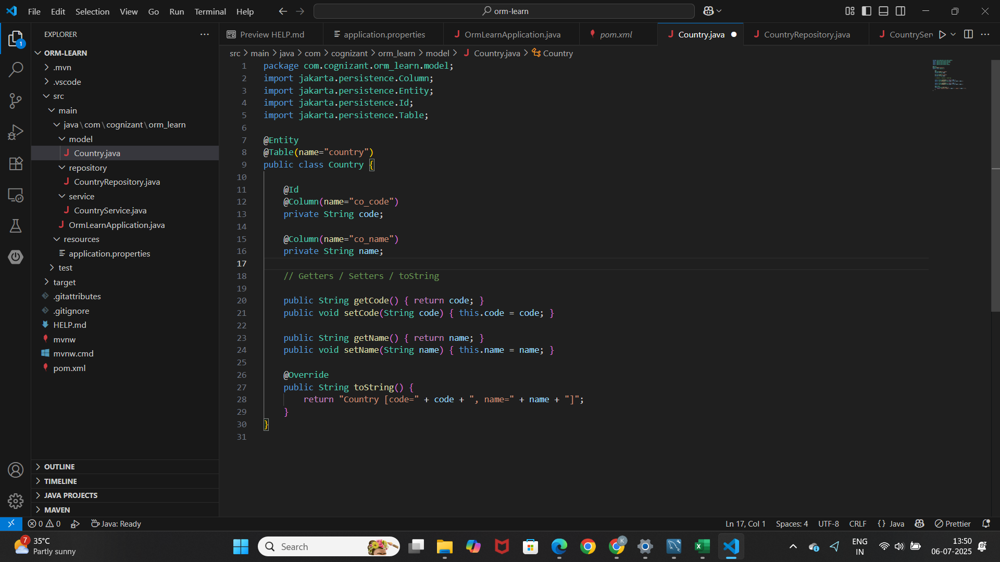 File Edit Selection View Go Run Terminal Help
orm-learn
EXPLORER
ORM-LEARN
.mvn
.vscode
src
main
java\com\cognizant\orm_learn
model
Country.java
repository
CountryRepository.java
service
CountryService.java
OrmLearnApplication.java
resources
application.properties
test
target
.gitattributes
.gitignore
HELP.md
mvnw
mvnw.cmd
pom.xml
OUTLINE
TIMELINE
JAVA PROJECTS
MAVEN
1
Preview HELP.md
application.properties
OrmLearnApplication.java
pom.xml
Country.java
CountryRepository.java
CountrySer
src > main > java > com > cognizant > orm_learn > model > Country.java > Country
1 package com.cognizant.orm_learn.model;
2 import jakarta.persistence.Column;
3 import jakarta.persistence.Entity;
4 import jakarta.persistence.Id;
5 import jakarta.persistence.Table;
6
7 @Entity
8 @Table(name="country")
9 public class Country {
10
11 @Id
12 @Column(name="co_code")
13 private String code;
14
15 @Column(name="co_name")
16 private String name;
17
18 // Getters / Setters / toString
19
20 public String getCode() { return code; }
21 public void setCode(String code) { this.code = code; }
22
23 public String getName() { return name; }
24 public void setName(String name) { this.name = name; }
25
26 @Override
27 public String toString() {
28 return "Country [code=" + code + ", name=" + name + "]";
29 }
30 }
31
0 0 Java: Ready
Ln 17, Col 1 Spaces: 4 UTF-8 CRLF {} Java Prettier
7
35°C
Partly sunny
Search
K
ENG
IN
13:50
06-07-2025